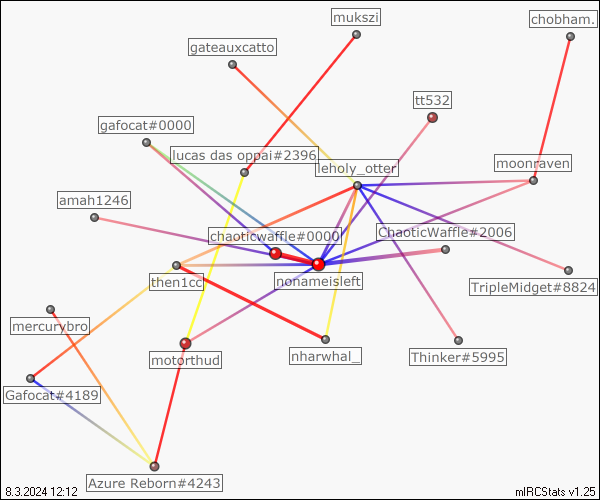 mukszi
chobham.
gateauxcatto
tt532
gafocat#0000
lucas das oppai#2396
leholy_otter
moonraven
amah1246
chaoticwaffle#0000
ChaoticWaffle#2006
then1cc
nonameisleft
TripleMidget#8824
mercurybro
motorthud
nharwhal_
Thinker#5995
Gafocat#4189
Azure Reborn#4243
8.3.2024 12:12
mIRCStats v1.25